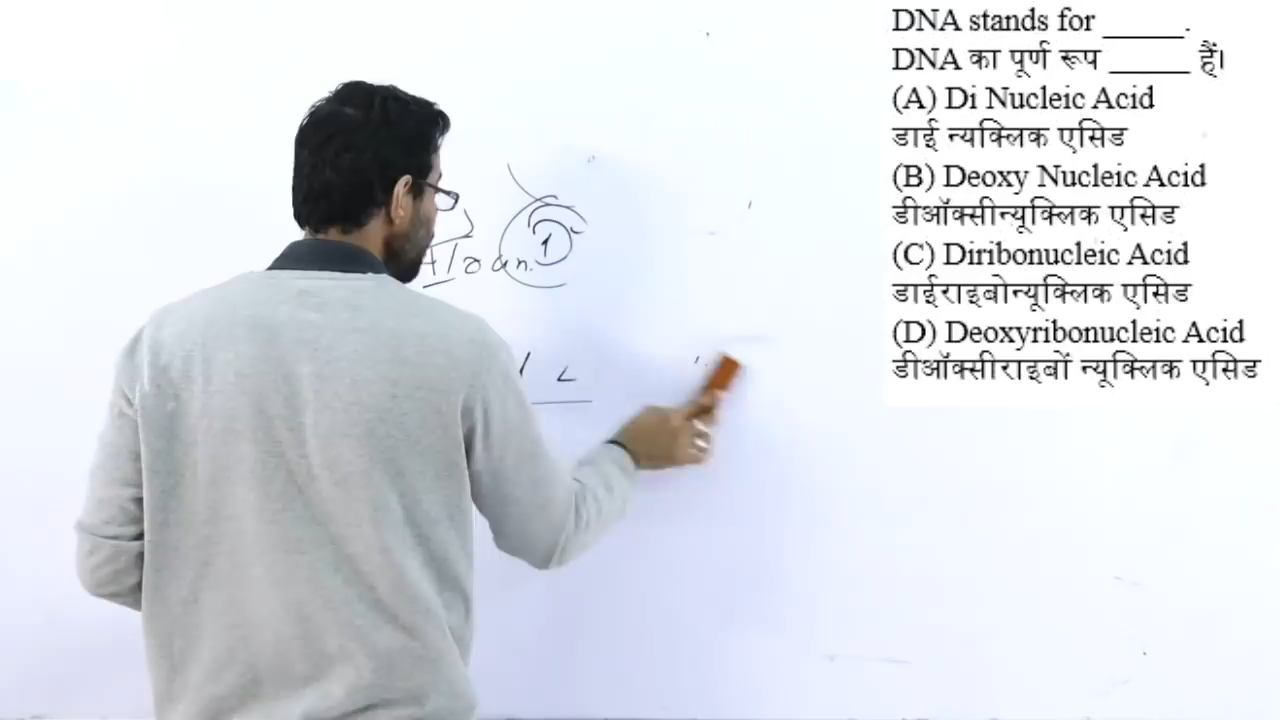 DNA stands for ______.
DNA का पूर्ण रूप ______ हैं।
(A) Di Nucleic Acid
डाई न्यक्लिक एसिड
(B) Deoxy Nucleic Acid
डीऑक्सीन्यूक्लिक एसिड
(C) Diribonucleic Acid
डाईराइबोन्यूक्लिक एसिड
(D) Deoxyribonucleic Acid
डीऑक्सीराइबों न्यूक्लिक एसिड
1